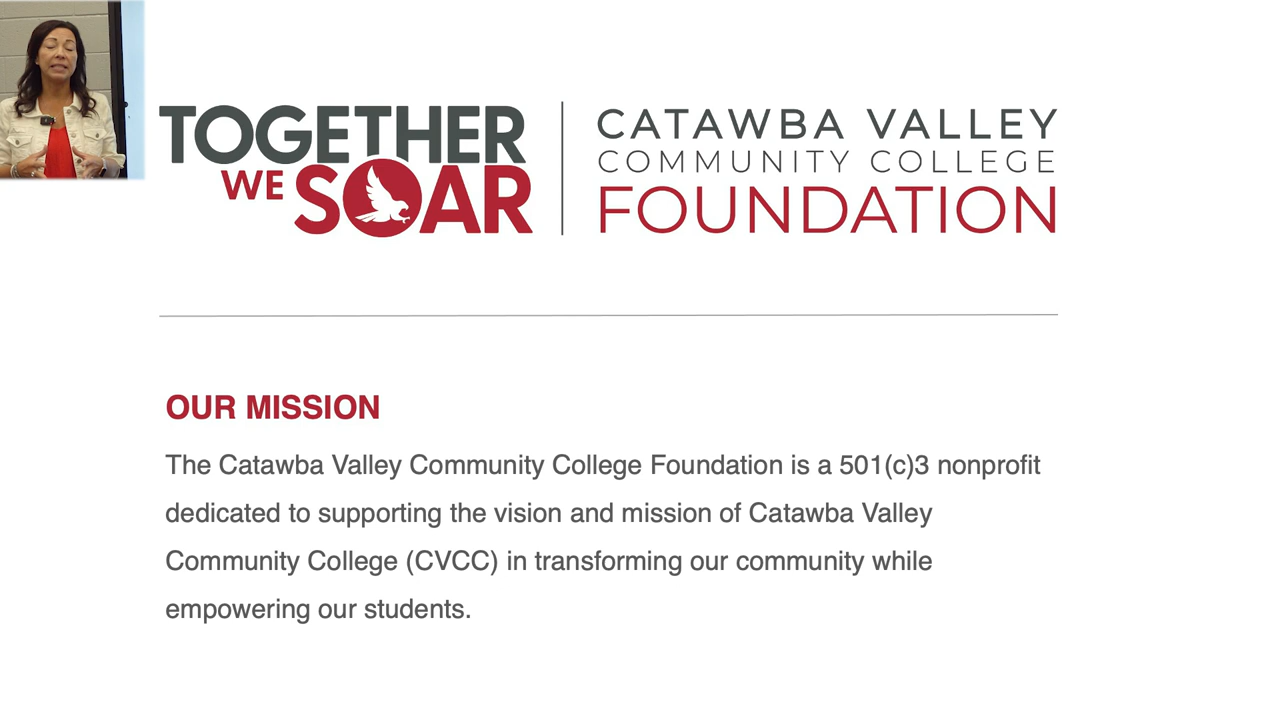 TOGETHER
WE SOAR
CATAWBA VALLEY
COMMUNITY COLLEGE
FOUNDATION
OUR MISSION
The Catawba Valley Community College Foundation is a 501(c)3 nonprofit
dedicated to supporting the vision and mission of Catawba Valley
Community College (CVCC) in transforming our community while
empowering our students.